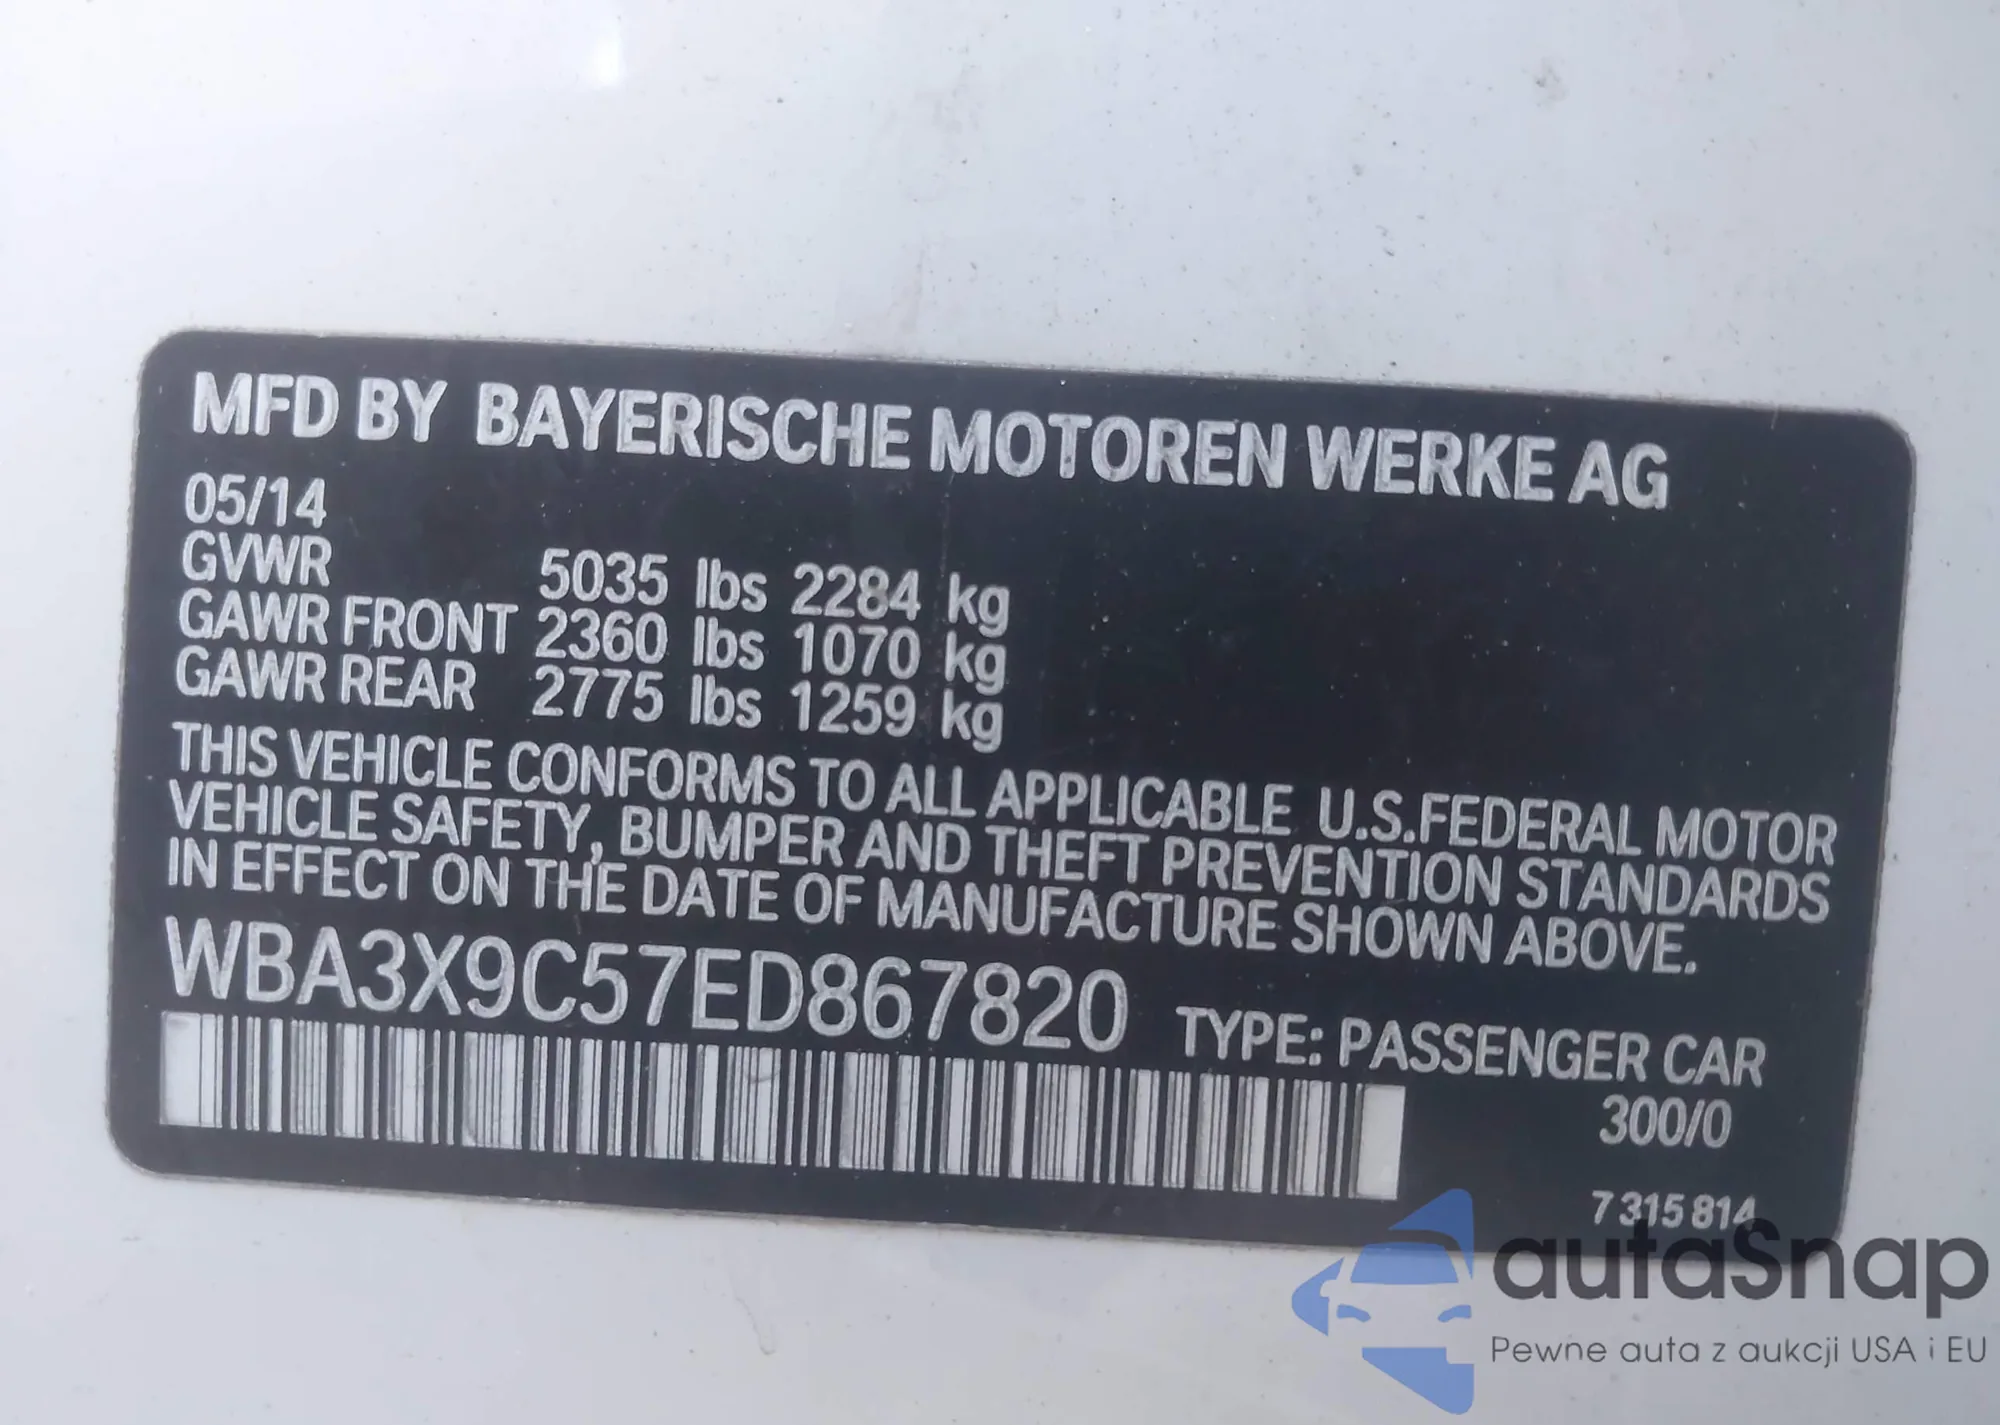 MFD BY BAYERISCHE MOTOREN WERKE AG
05/14
GVWR 5035 lbs 2284 kg
GAWR FRONT 2360 lbs 1070 kg
GAWR REAR 2775 lbs 1259 kg
THIS VEHICLE CONFORMS TO ALL APPLICABLE U.S.FEDERAL MOTOR
VEHICLE SAFETY, BUMPER AND THEFT PREVENTION STANDARDS
IN EFFECT ON THE DATE OF MANUFACTURE SHOWN ABOVE.
WBA3X9C57ED867820 TYPE: PASSENGER CAR
300/0
7 315 814
autaSnap
Pewne auta z aukcji USA i EU